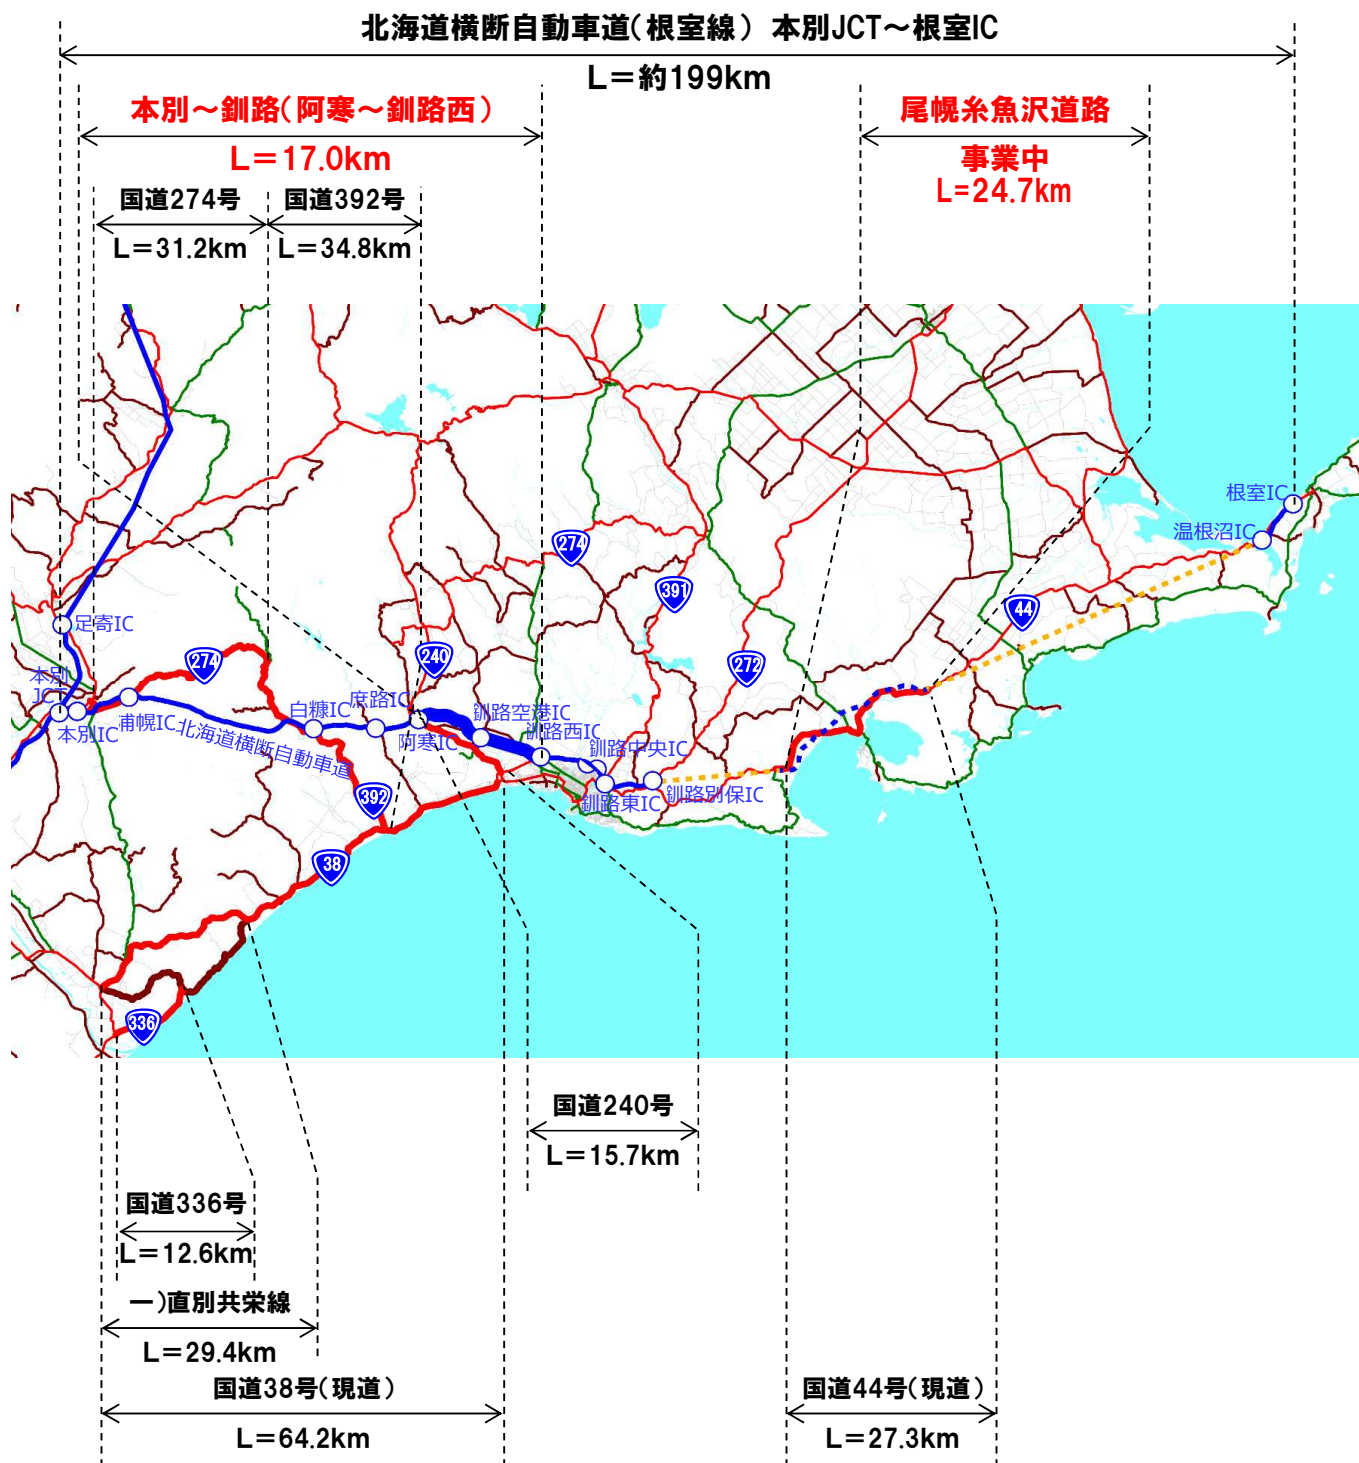 北海道横断自動車道(根室線) 本別JCT～根室IC
L=約199km
本別～釧路(阿寒～釧路西)
L=17.0km
尾幌糸魚沢道路
事業中
L=24.7km
国道274号
L=31.2km
国道392号
L=34.8km
根室IC
温根沼IC
274
391
44
足寄IC
274
240
272
本別
JCT
本別IC
浦幌IC
北海道横断自動車道
白糠IC
庶路IC
阿寒IC
釧路空港IC
釧路西IC
釧路中央IC
釧路東IC
釧路別保IC
392
38
336
国道240号
L=15.7km
国道336号
L=12.6km
一)直別共栄線
L=29.4km
国道38号(現道)
L=64.2km
国道44号(現道)
L=27.3km